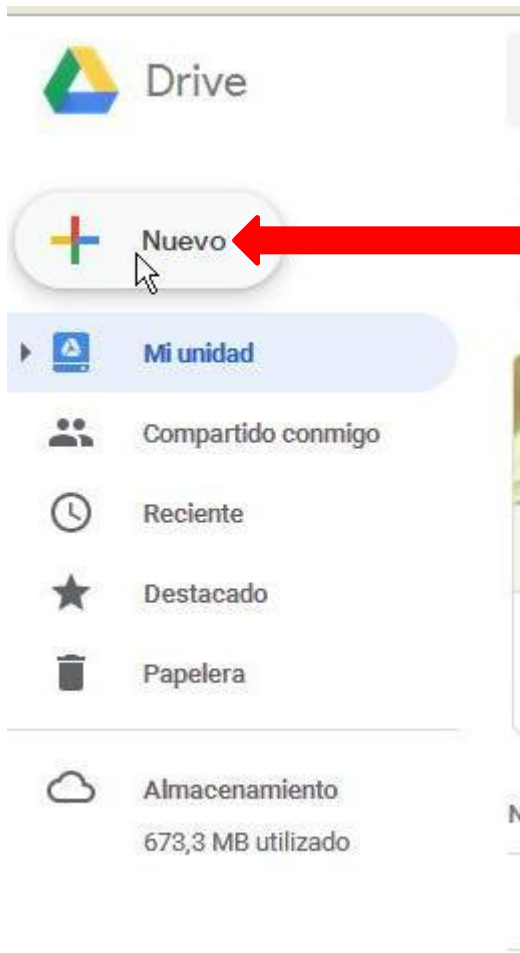 Drive
Nuevo
Mi unidad
Compartido conmigo
Reciente
Destacado
Papelera
Almacenamiento
673,3 MB utilizado
N